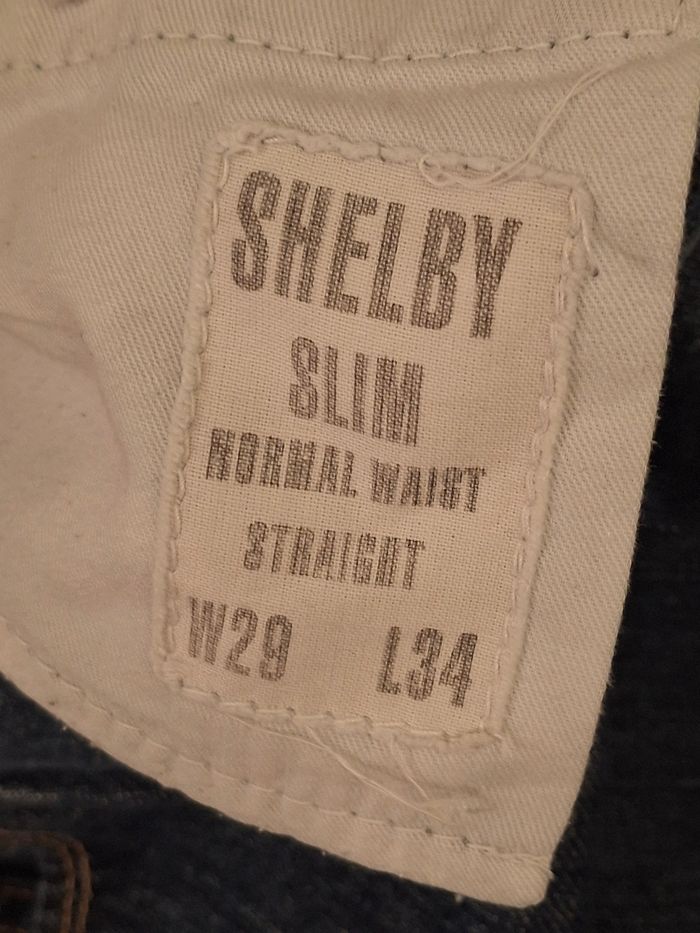 SHELBY
SLIM
NORMAL WAIST
STRAIGHT
W29 L34